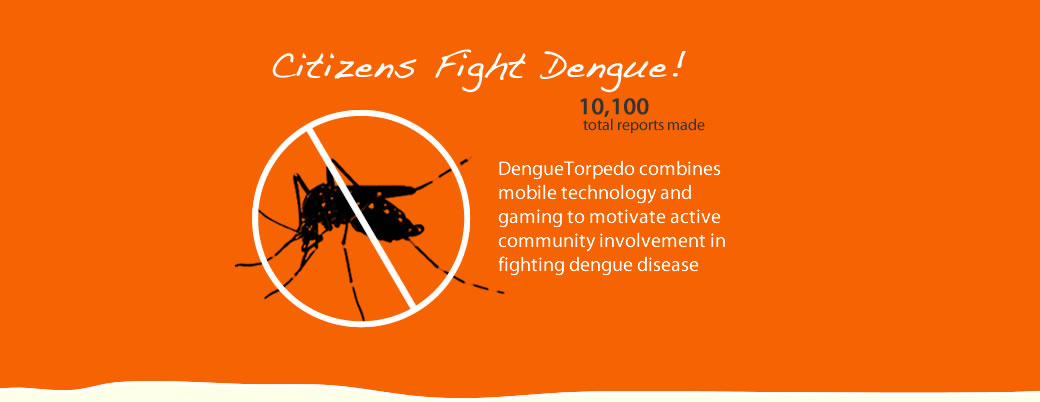 Citizens Fight Dengue!
10,100
total reports made
DengueTorpedo combines
mobile technology and
gaming to motivate active
community involvement in
fighting dengue disease